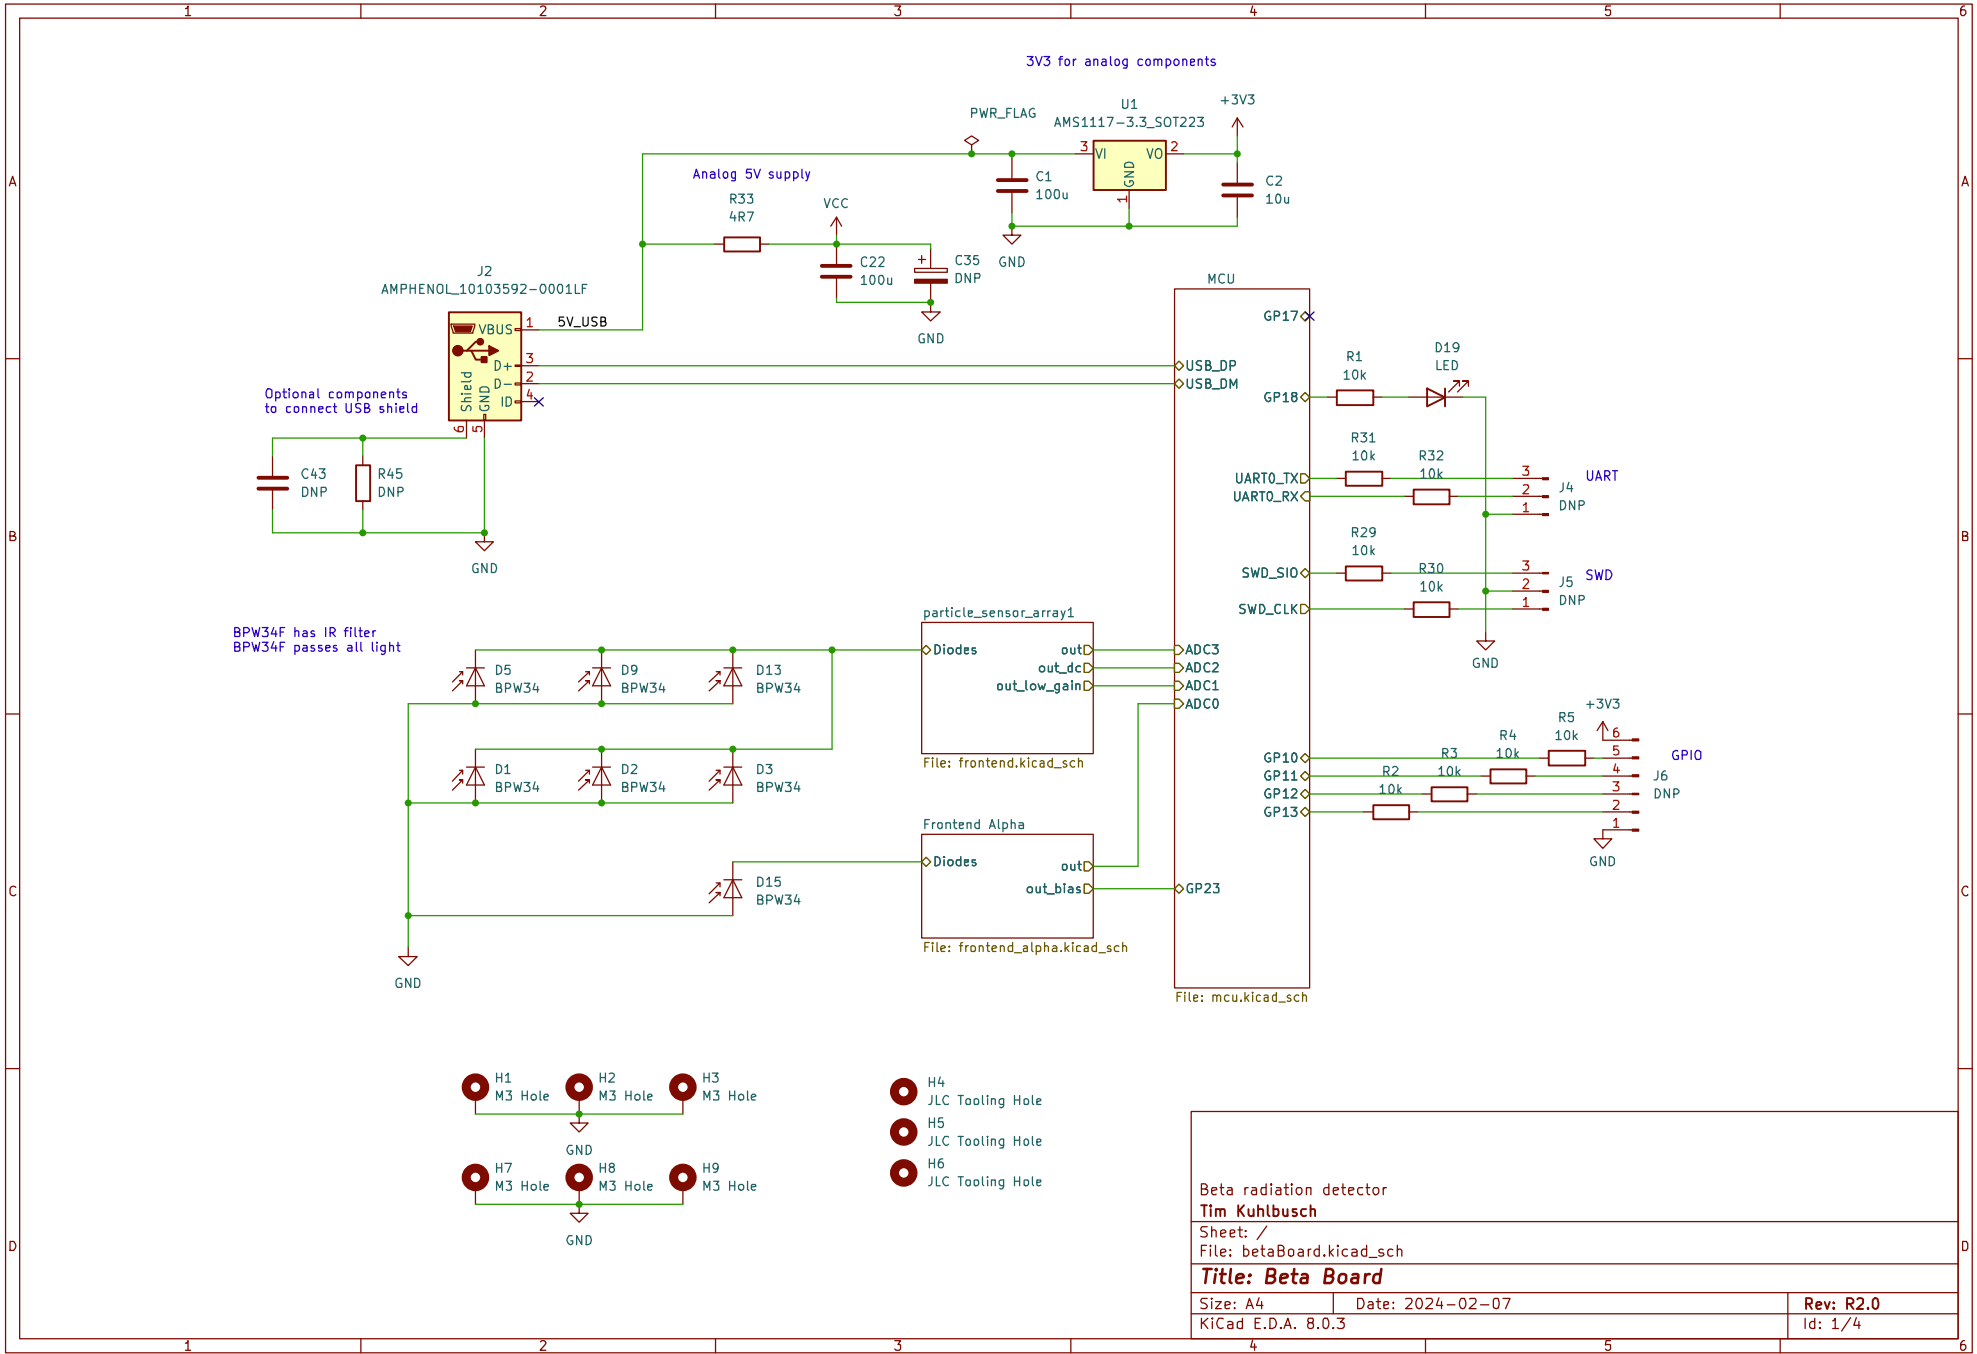 1 2 3 4 5 6
3V3 for analog components
PWR_FLAG
U1
AMS1117-3.3_SOT223
+3V3
3 VI
VO 2
GND
1
C1
100u
C2
10u
GND
A
A
Analog 5V supply
R33
4R7
VCC
C22
100u
+
C35
DNP
GND
J2
AMPHENOL_10103592-0001LF
VBUS 1
5V_USB
D+ 3
D- 2
ID 4
Shield
GND
6
5
Optional components
to connect USB shield
C43
DNP
R45
DNP
GND
B
B
MCU
GP17
USB_DP
USB_DM
GP18
R1
10k
D19
LED
UART0_TX
UART0_RX
R31
10k
R32
10k
3
2
1
J4
DNP
UART
SWD_SIO
SWD_CLK
R29
10k
R30
10k
3
2
1
J5
DNP
SWD
GND
BPW34F has IR filter
BPW34F passes all light
D5
BPW34
D9
BPW34
D13
BPW34
D1
BPW34
D2
BPW34
D3
BPW34
D15
BPW34
GND
particle_sensor_array1
Diodes
out
out_dc
out_low_gain
File: frontend.kicad_sch
ADC3
ADC2
ADC1
ADC0
Frontend Alpha
Diodes
out
out_bias
File: frontend_alpha.kicad_sch
GP23
GP10
GP11
GP12
GP13
R2
10k
R3
10k
R4
10k
R5
10k
+3V3
6
5
4
3
2
1
J6
DNP
GPIO
GND
File: mcu.kicad_sch
C
C
H1
M3 Hole
H2
M3 Hole
H3
M3 Hole
GND
H7
M3 Hole
H8
M3 Hole
H9
M3 Hole
GND
H4
JLC Tooling Hole
H5
JLC Tooling Hole
H6
JLC Tooling Hole
D
D
Beta radiation detector
Tim Kuhlbusch
Sheet: /
File: betaBoard.kicad_sch
Title: Beta Board
Size: A4
Date: 2024-02-07
Rev: R2.0
KiCad E.D.A. 8.0.3
Id: 1/4
1 2 3 4 5 6